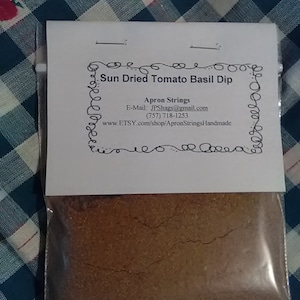 Sun Dried Tomato Basil Dip
Apron Strings
E-Mail: JPShags@gmail.com
(757) 718-1253
www.ETSY.com/shop/ApronStringsHandmade